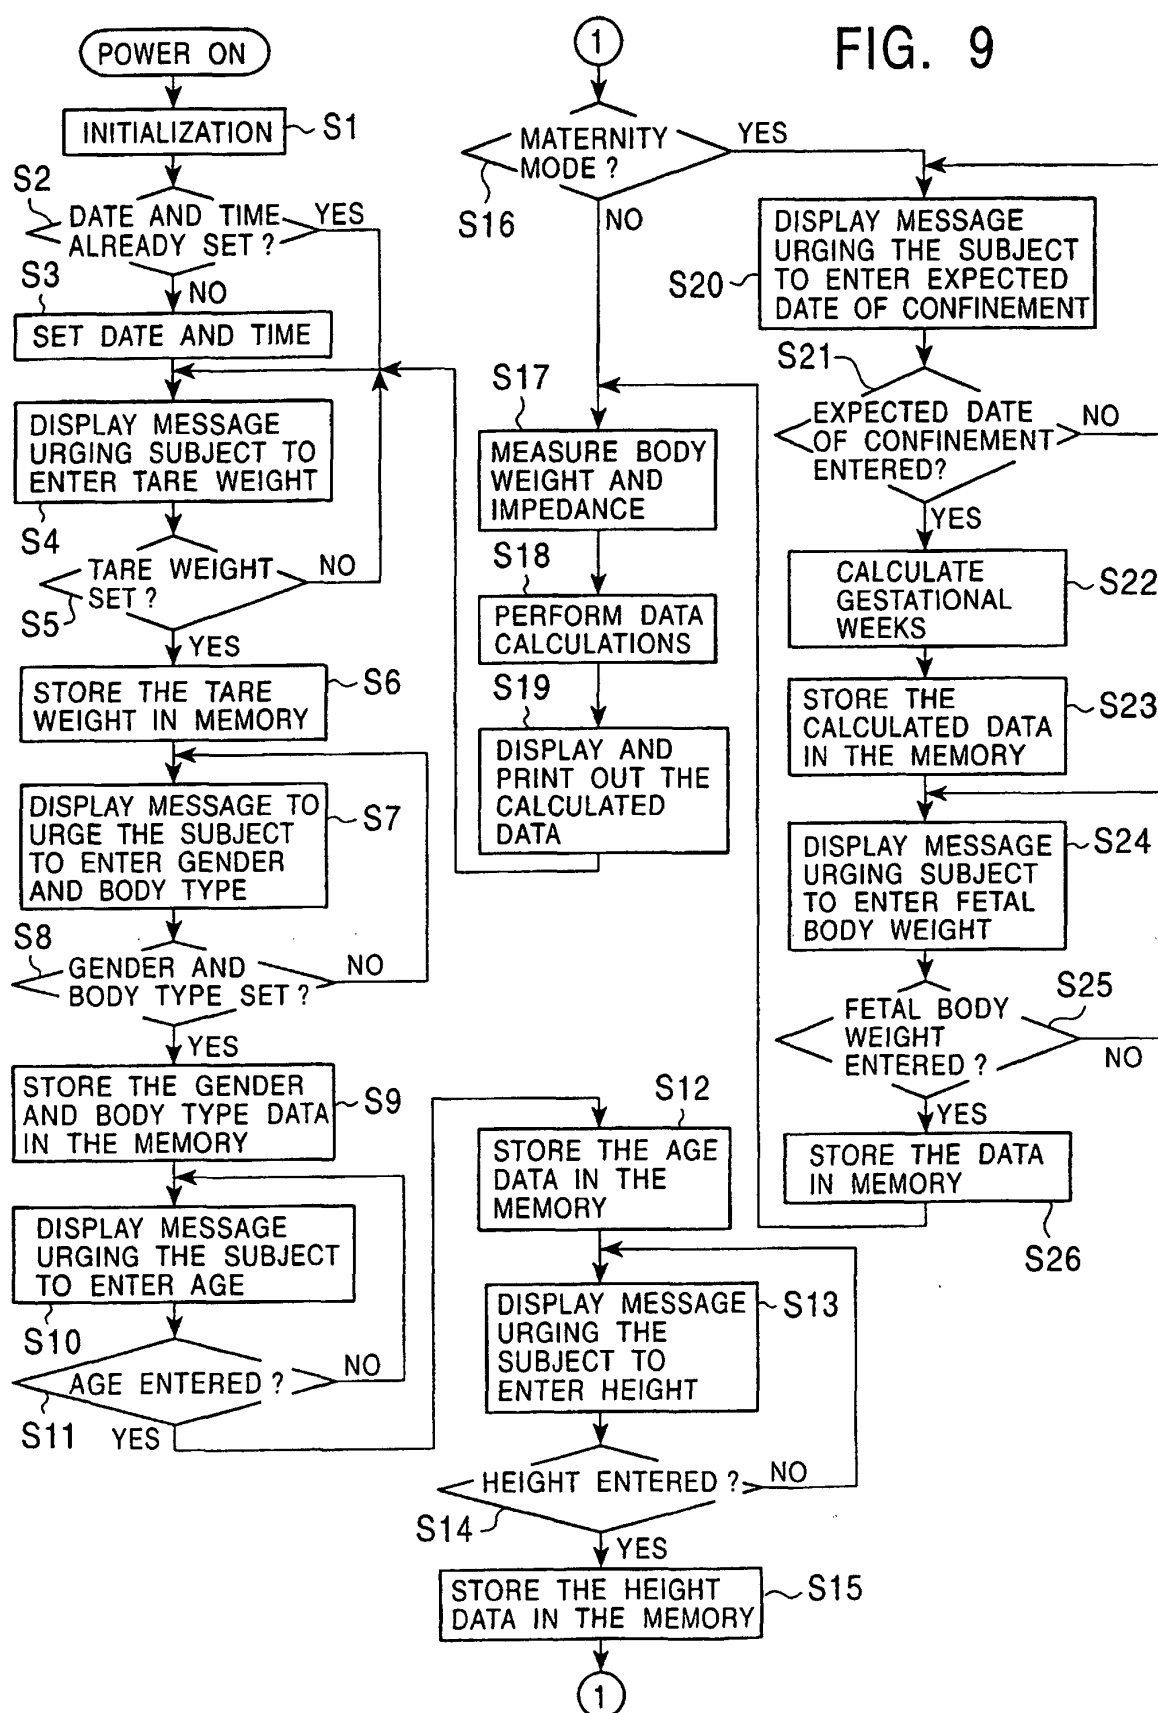 FIG. 9
POWER ON
INITIALIZATION
S1
S2
DATE AND TIME
ALREADY SET ?
YES
NO
S3
SET DATE AND TIME
DISPLAY MESSAGE
URGING SUBJECT TO
ENTER TARE WEIGHT
S4
TARE WEIGHT
SET ?
NO
S5
YES
STORE THE TARE
WEIGHT IN MEMORY
S6
DISPLAY MESSAGE TO
URGE THE SUBJECT
TO ENTER GENDER
AND BODY TYPE
S7
S8
GENDER AND
BODY TYPE SET ?
NO
YES
STORE THE GENDER
AND BODY TYPE DATA
IN THE MEMORY
S9
DISPLAY MESSAGE
URGING THE SUBJECT
TO ENTER AGE
S10
AGE ENTERED ?
NO
S11
YES
S12
STORE THE AGE
DATA IN THE
MEMORY
DISPLAY MESSAGE
URGING THE
SUBJECT TO
ENTER HEIGHT
S13
HEIGHT ENTERED ?
NO
S14
YES
STORE THE HEIGHT
DATA IN THE MEMORY
S15
1
1
MATERNITY
MODE ?
YES
S16
NO
S17
MEASURE BODY
WEIGHT AND
IMPEDANCE
S18
PERFORM DATA
CALCULATIONS
S19
DISPLAY AND
PRINT OUT THE
CALCULATED
DATA
DISPLAY MESSAGE
URGING THE SUBJECT
TO ENTER EXPECTED
DATE OF CONFINEMENT
S20
S21
EXPECTED DATE
OF CONFINEMENT
ENTERED?
NO
YES
CALCULATE
GESTATIONAL
WEEKS
S22
STORE THE
CALCULATED DATA
IN THE MEMORY
S23
DISPLAY MESSAGE
URGING SUBJECT
TO ENTER FETAL
BODY WEIGHT
S24
FETAL BODY
WEIGHT
ENTERED ?
S25
NO
YES
STORE THE DATA
IN MEMORY
S26